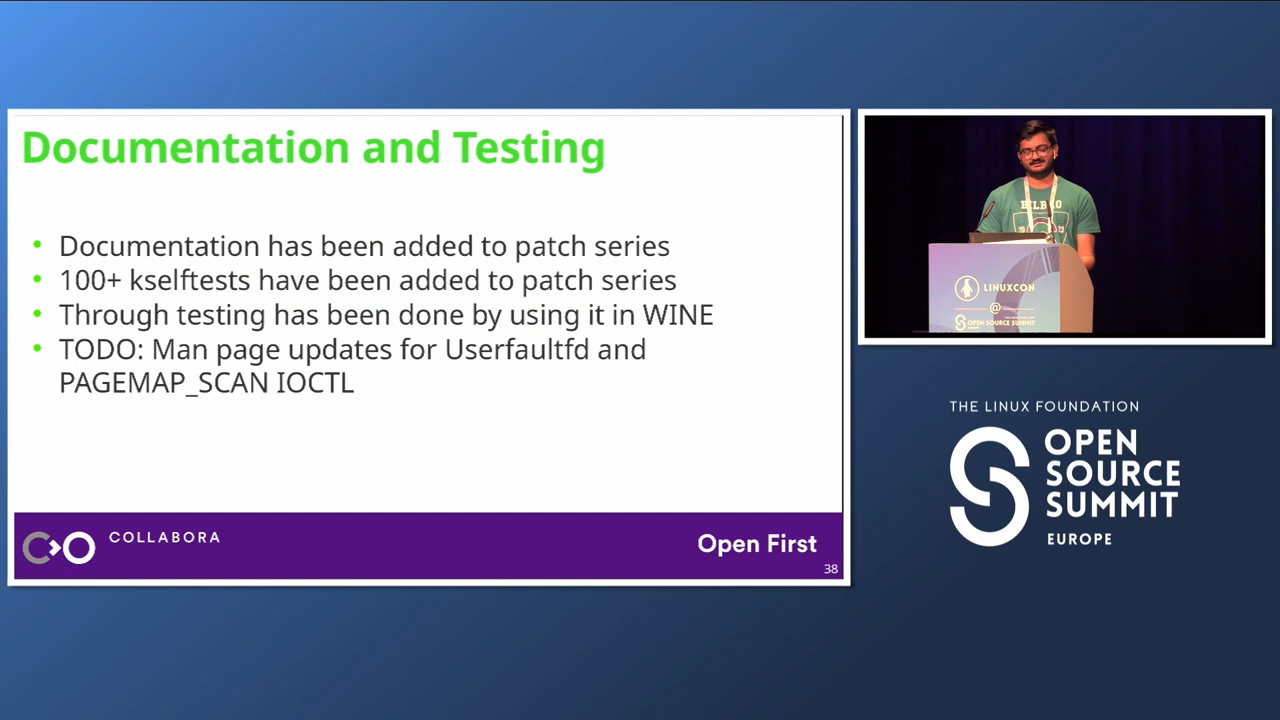 Documentation and Testing
• Documentation has been added to patch series
• 100+ kselftests have been added to patch series
• Through testing has been done by using it in WINE
• TODO: Man page updates for Userfaultfd and
PAGEMAP_SCAN IOCTL
COLLABORA
Open First
38
BILBAO
LINUXCON
@
OPEN SOURCE SUMMIT
THE LINUX FOUNDATION
OPEN
SOURCE
SUMMIT
EUROPE